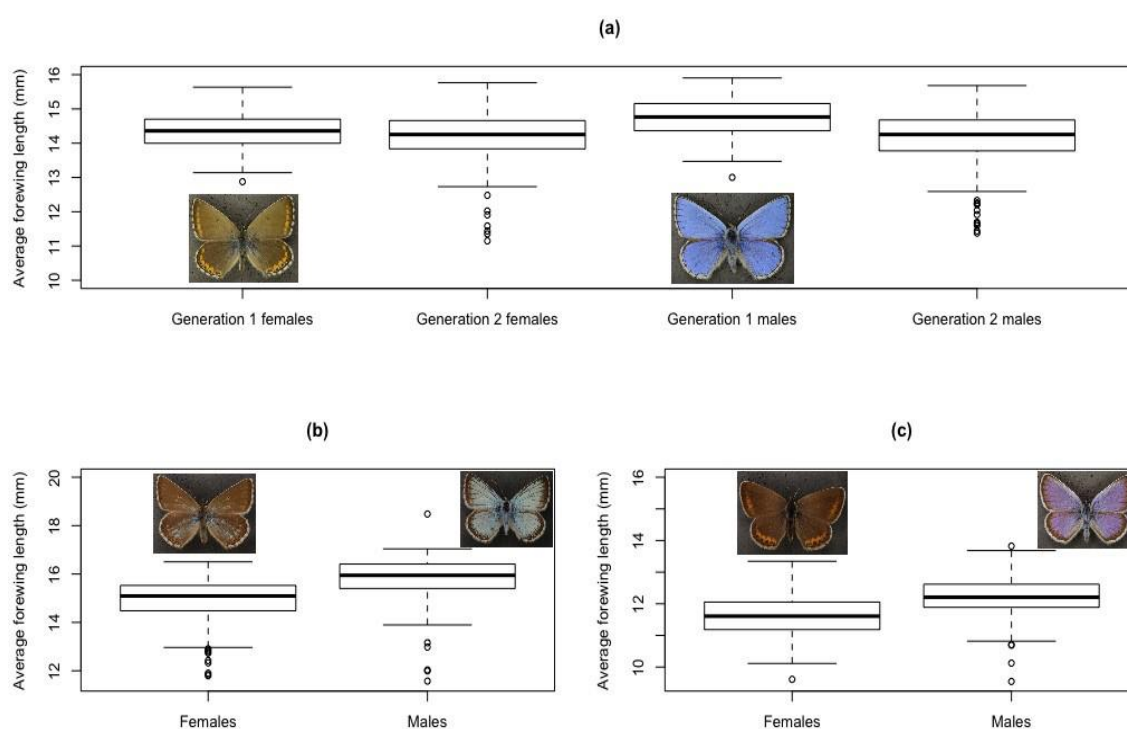 (a)
Average forewing length (mm)
16
15
14
13
12
11
10
Generation 1 females
Generation 2 females
Generation 1 males
Generation 2 males
(b)
Average forewing length (mm)
20
18
16
14
12
Females
Males
(c)
Average forewing length (mm)
16
14
12
10
Females
Males